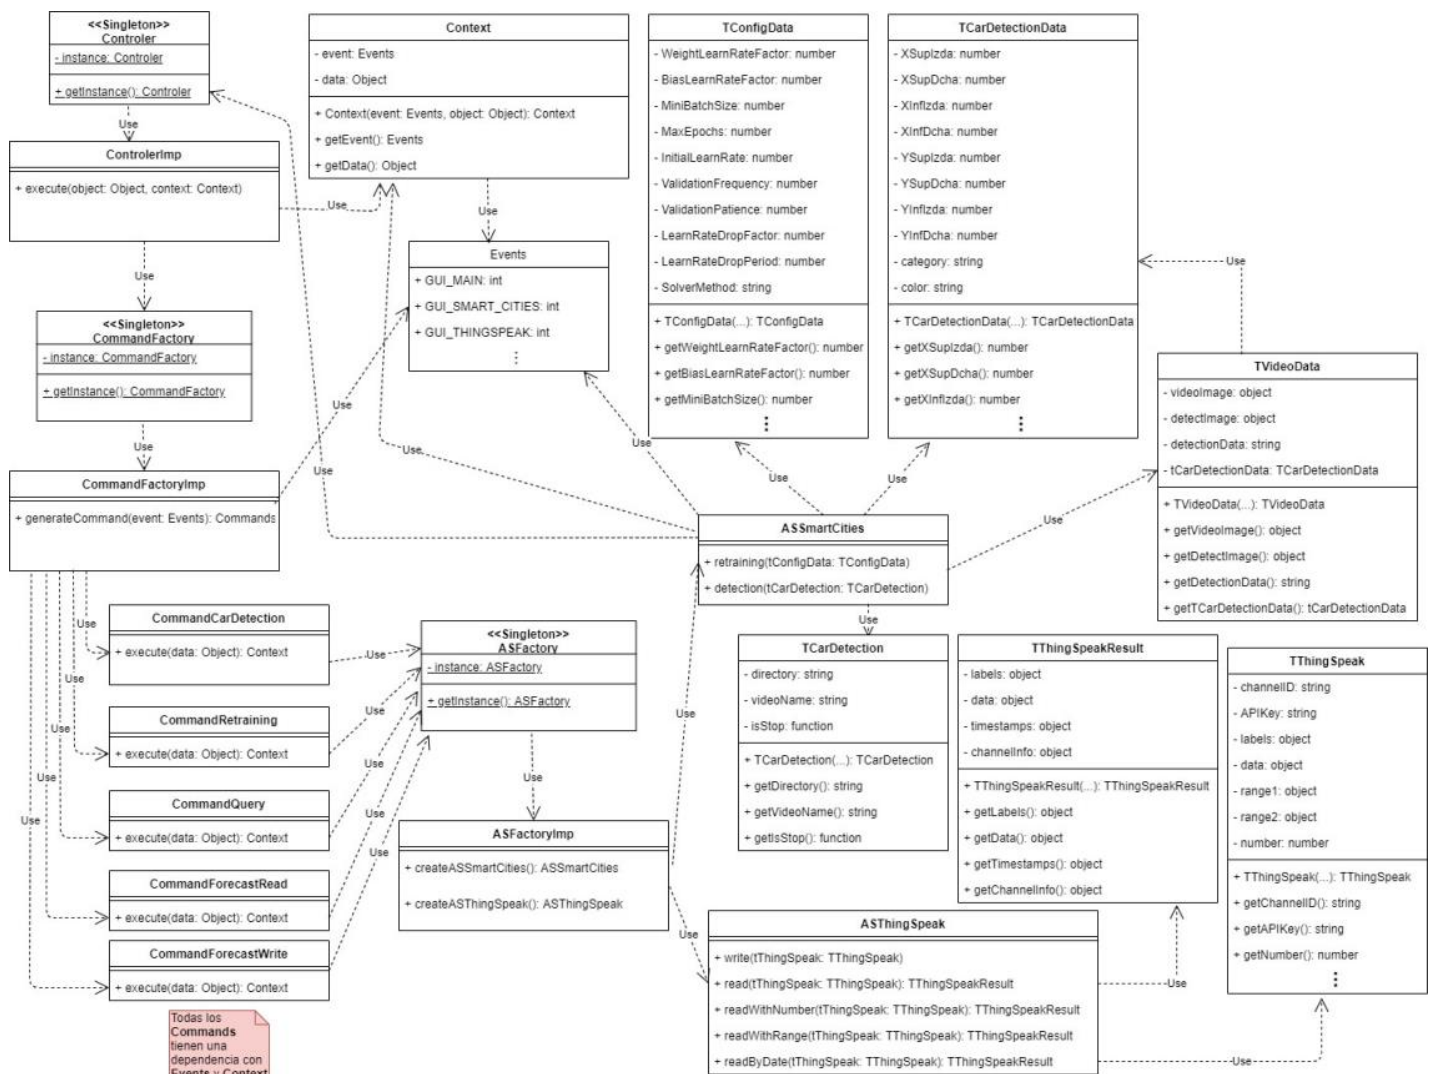 <<Singleton>>
Controler
- instance: Controler
+ getInstance(): Controler
Use
ControlerImp
+ execute(object: Object, context: Context)
Use
Use
<<Singleton>>
CommandFactory
- instance: CommandFactory
+ getInstance(): CommandFactory
Use
CommandFactoryImp
+ generateCommand(event: Events): Commands
Use
Use
Context
- event: Events
- data: Object
+ Context(event: Events, object: Object): Context
+ getEvent(): Events
+ getData(): Object
Use
Events
+ GUI_MAIN: int
+ GUI_SMART_CITIES: int
+ GUI_THINGSPEAK: int
Use
TConfigData
- WeightLearnRateFactor: number
- BiasLearnRateFactor: number
- MiniBatchSize: number
- MaxEpochs: number
- InitialLearnRate: number
- ValidationFrequency: number
- ValidationPatience: number
- LearnRateDropFactor: number
- LearnRateDropPeriod: number
- SolverMethod: string
+ TConfigData(...): TConfigData
+ getWeightLearnRateFactor(): number
+ getBiasLearnRateFactor(): number
+ getMiniBatchSize(): number
TCarDetectionData
- XSupIzda: number
- XSupDcha: number
- XInfIzda: number
- XInfDcha: number
- YSupIzda: number
- YSupDcha: number
- YInfIzda: number
- YInfDcha: number
- category: string
- color: string
+ TCarDetectionData(...): TCarDetectionData
+ getXSupIzda(): number
+ getXSupDcha(): number
+ getXInfIzda(): number
Use
TVideoData
- videoImage: object
- detectImage: object
- detectionData: string
- tCarDetectionData: TCarDetectionData
+ TVideoData(...): TVideoData
+ getVideoImage(): object
+ getDetectImage(): object
+ getDetectionData(): string
+ getTCarDetectionData(): tCarDetectionData
Use
Use
Use
Use
Use
ASSmartCities
+ retraining(tConfigData: TConfigData)
+ detection(tCarDetection: TCarDetection)
Use
CommandCarDetection
+ execute(data: Object): Context
Use
Use
CommandRetraining
+ execute(data: Object): Context
Use
Use
CommandQuery
+ execute(data: Object): Context
Use
Use
CommandForecastRead
+ execute(data: Object): Context
Use
Use
CommandForecastWrite
+ execute(data: Object): Context
Use
<<Singleton>>
ASFactory
- instance: ASFactory
+ getInstance(): ASFactory
Use
ASFactoryImp
+ createASSmartCities(): ASSmartCities
+ createASThingSpeak(): ASThingSpeak
Use
Use
TCarDetection
- directory: string
- videoName: string
- isStop: function
+ TCarDetection(...): TCarDetection
+ getDirectory(): string
+ getVideoName(): string
+ getIsStop(): function
TThingSpeakResult
- labels: object
- data: object
- timestamps: object
- channelInfo: object
+ TThingSpeakResult(...): TThingSpeakResult
+ getLabels(): object
+ getData(): object
+ getTimestamps(): object
+ getChannelInfo(): object
TThingSpeak
- channelID: string
- APIKey: string
- labels: object
- data: object
- range1: object
- range2: object
- number: number
+ TThingSpeak(...): TThingSpeak
+ getChannelID(): string
+ getAPIKey(): string
+ getNumber(): number
ASThingSpeak
+ write(tThingSpeak: TThingSpeak)
+ read(tThingSpeak: TThingSpeak): TThingSpeakResult
+ readWithNumber(tThingSpeak: TThingSpeak): TThingSpeakResult
+ readWithRange(tThingSpeak: TThingSpeak): TThingSpeakResult
+ readByDate(tThingSpeak: TThingSpeak): TThingSpeakResult
Use
Use
Todas los
Commands
tienen una
dependencia con
Events y Context